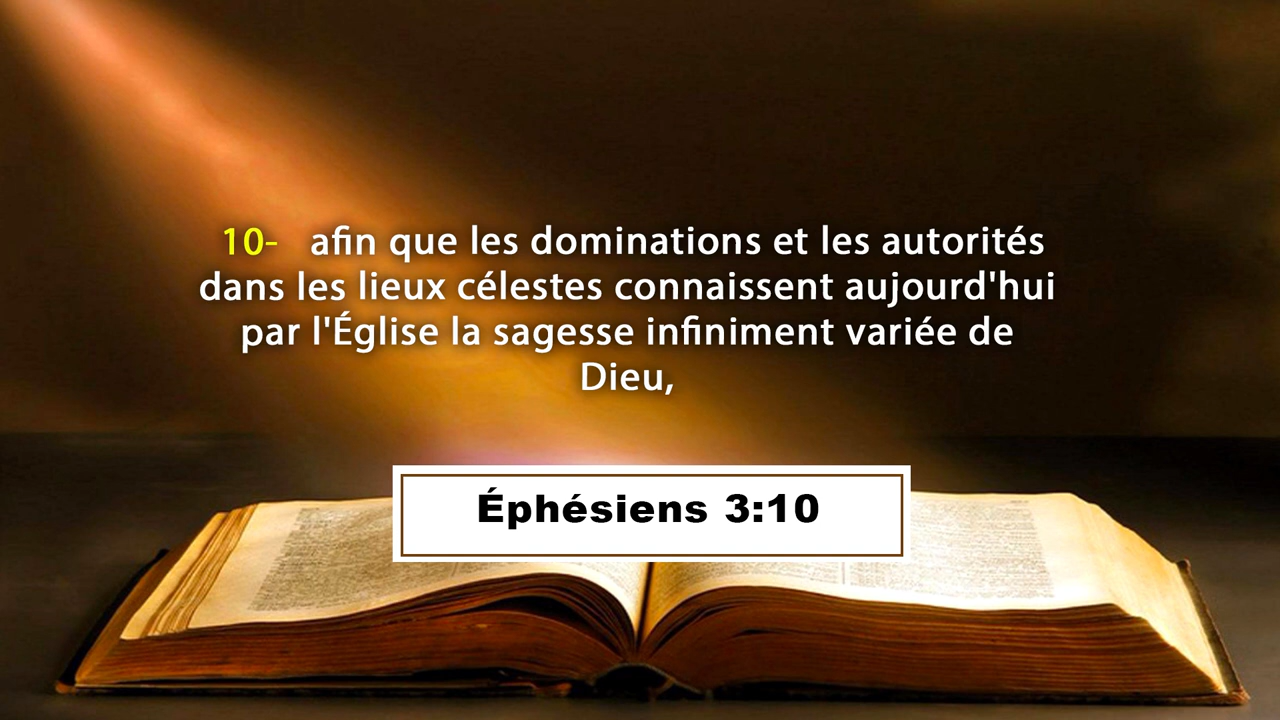 10- afin que les dominations et les autorités
dans les lieux célestes connaissent aujourd'hui
par l'Église la sagesse infiniment variée de
Dieu,
Éphésiens 3:10